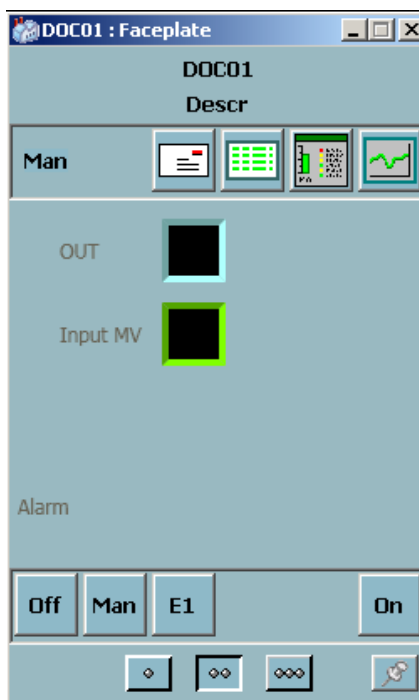 DOC01 : Faceplate
DOC01
Descr
Man
OUT
Input MV
Alarm
Off Man E1 On